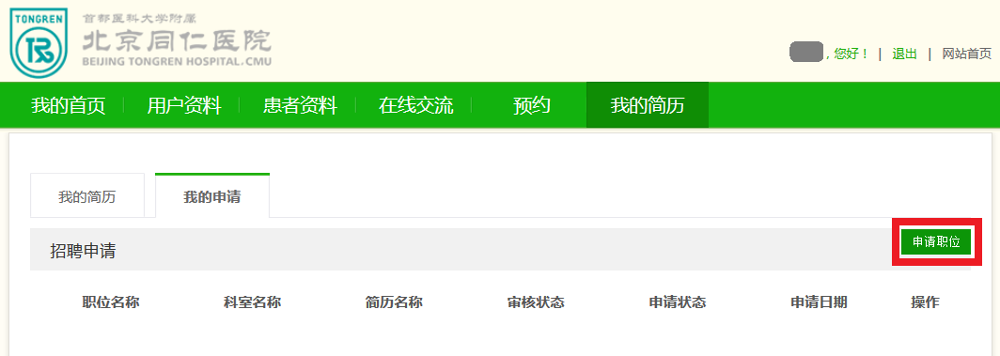 TONGREN
首都医科大学附属
北京同仁医院
BEIJING TONGREN HOSPITAL.CMU
,您好！ | 退出 | 网站首页
我的首页 用户资料 患者资料 在线交流 预约 我的简历
我的简历 我的申请
招聘申请 申请职位
职位名称 科室名称 简历名称 审核状态 申请状态 申请日期 操作